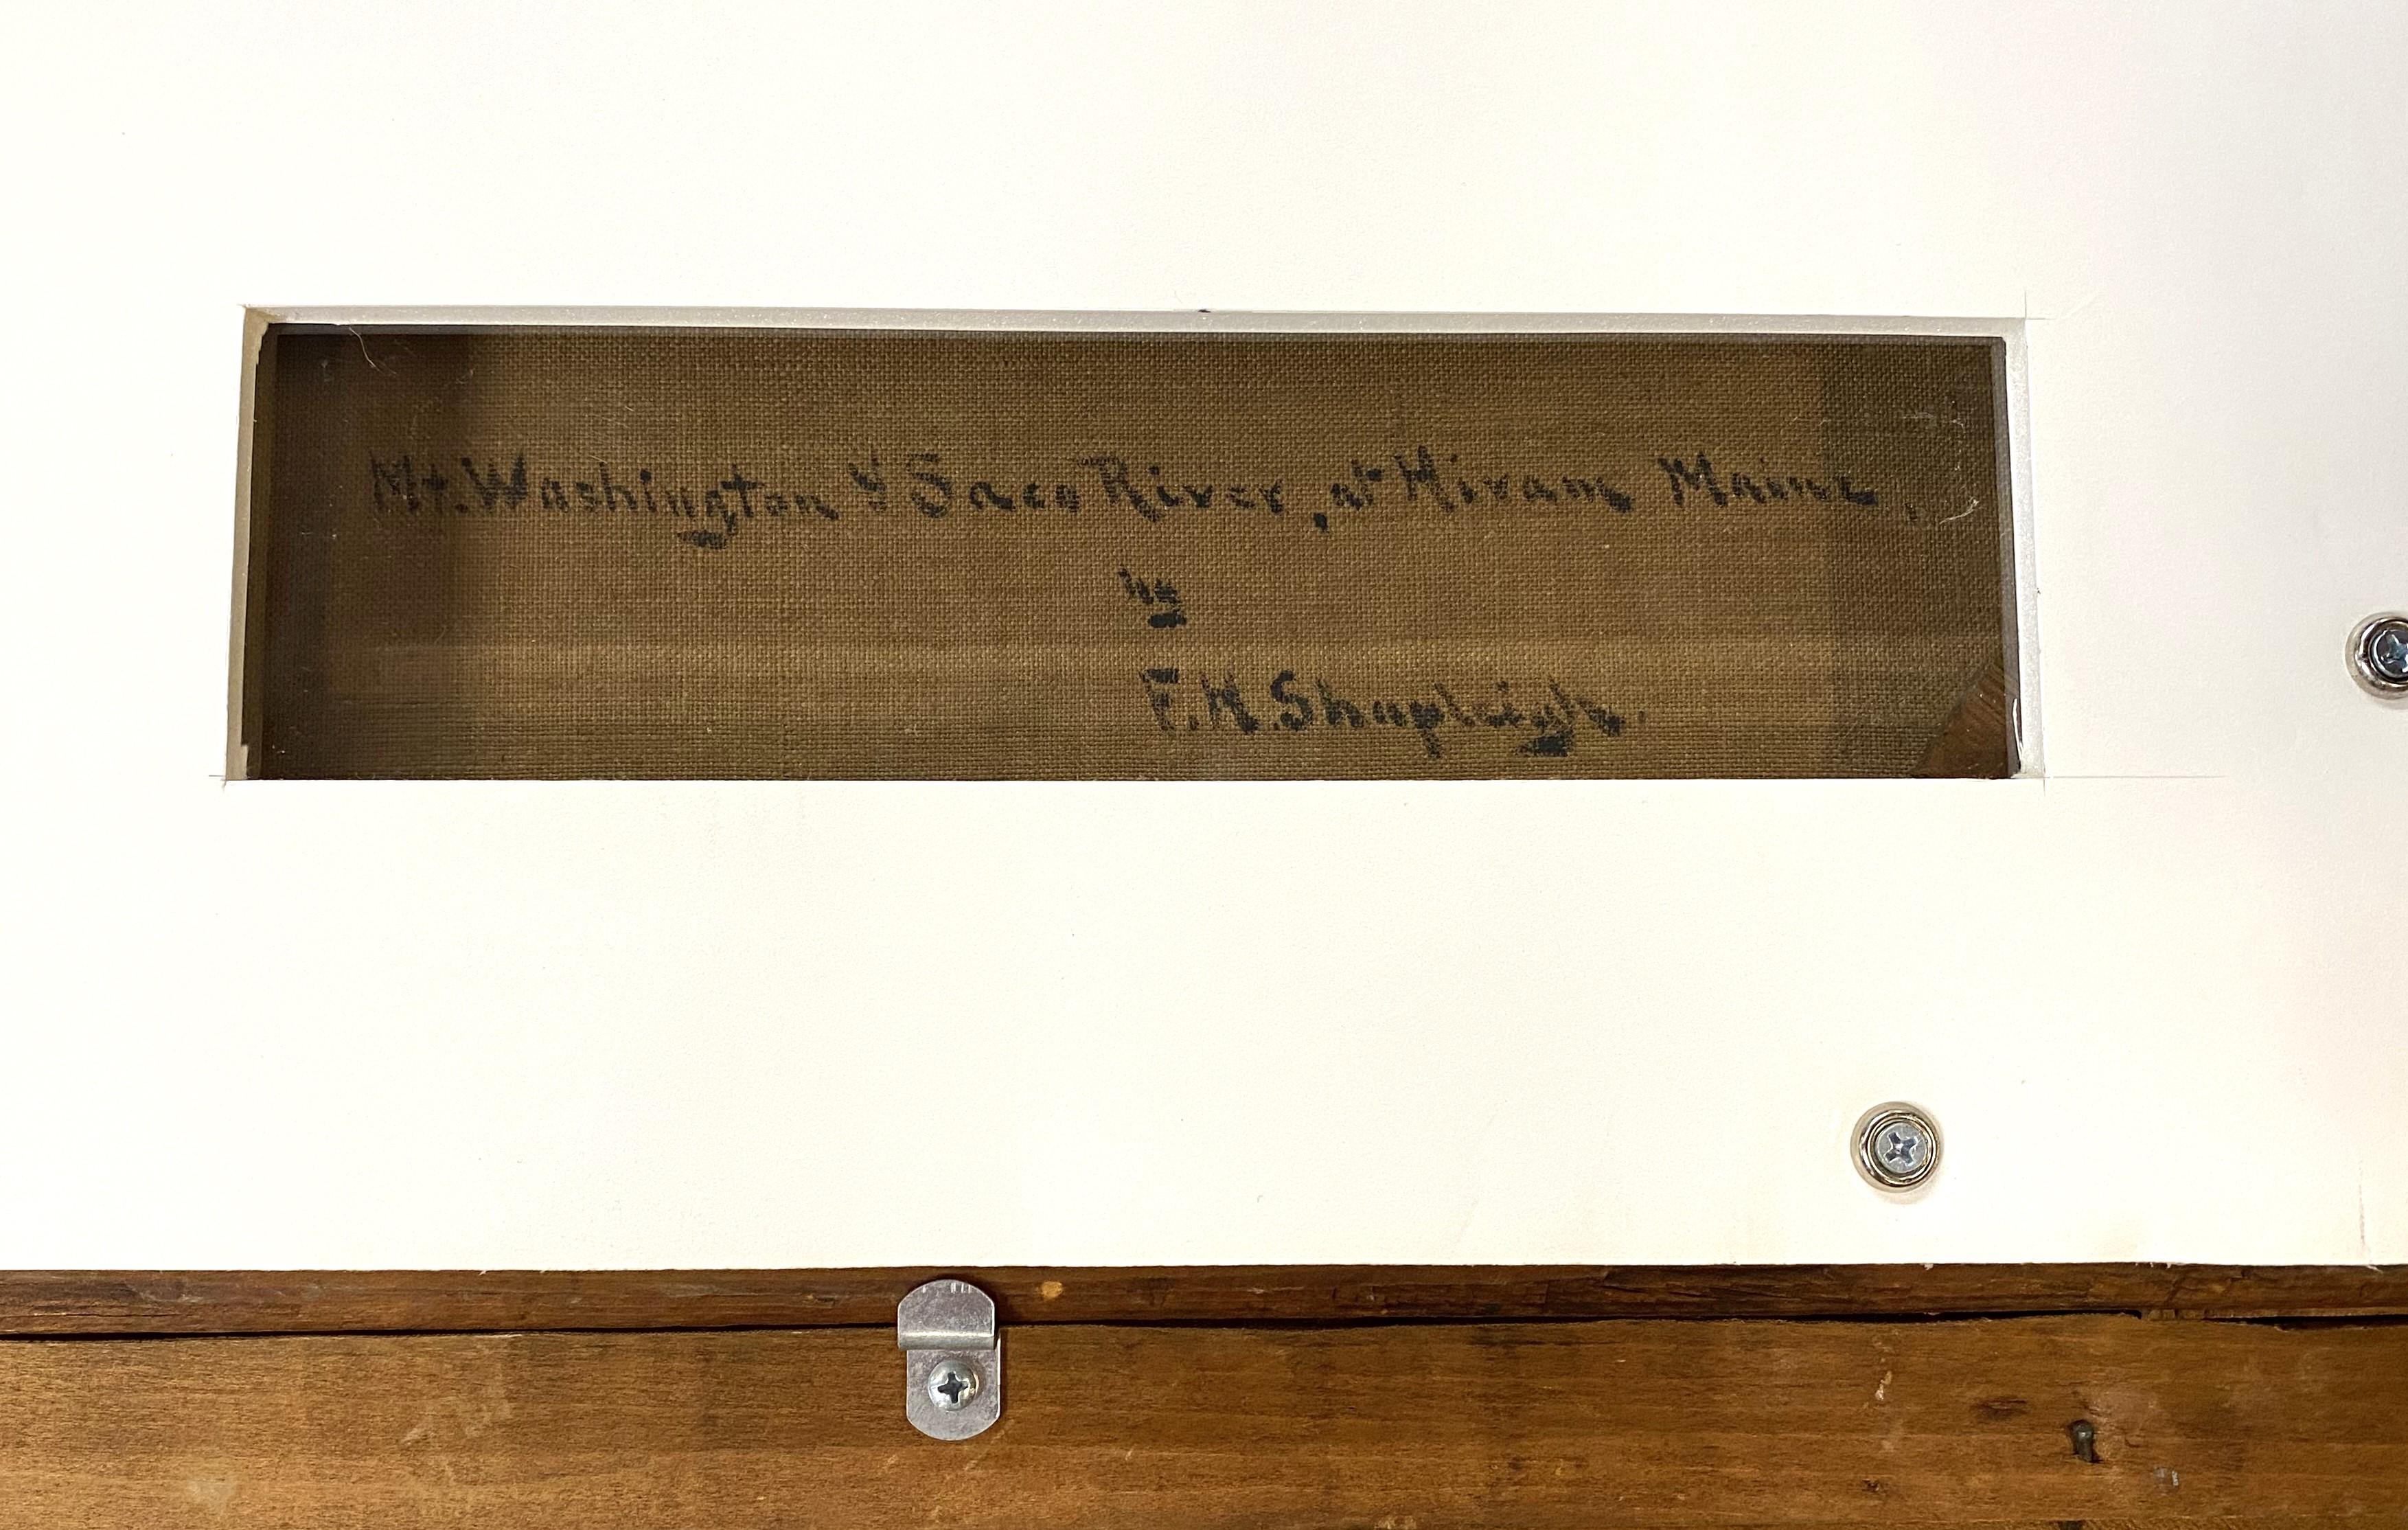 Mt. Washington & Saco River, at Hiram Maine,
by
F.H. Shapleigh.